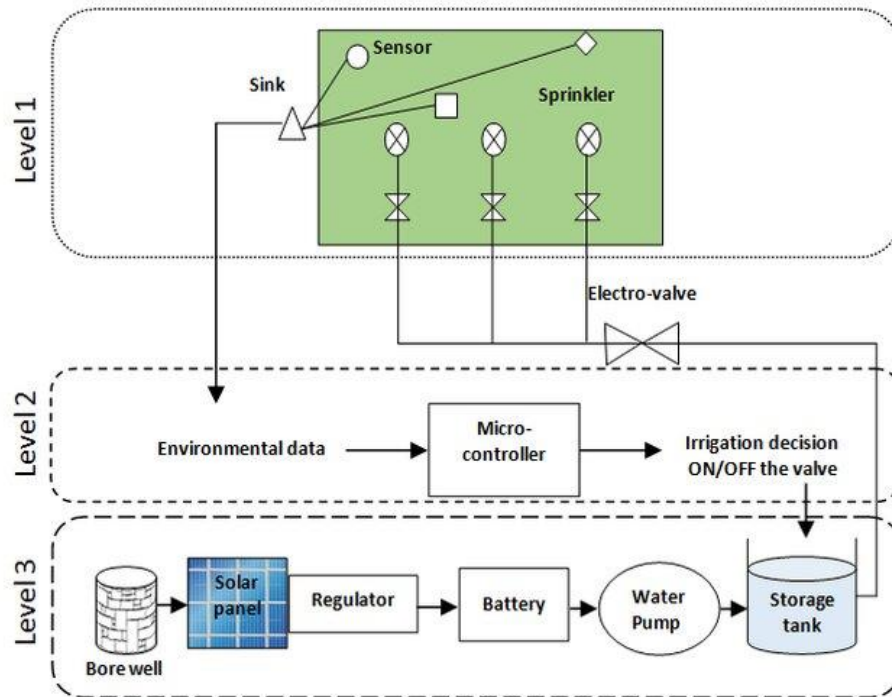 Level 1
Sensor
Sink
Sprinkler
Electro-valve
Level 2
Environmental data
Micro-
controller
Irrigation decision
ON/OFF the valve
Level 3
Bore well
Solar
panel
Regulator
Battery
Water
Pump
Storage
tank